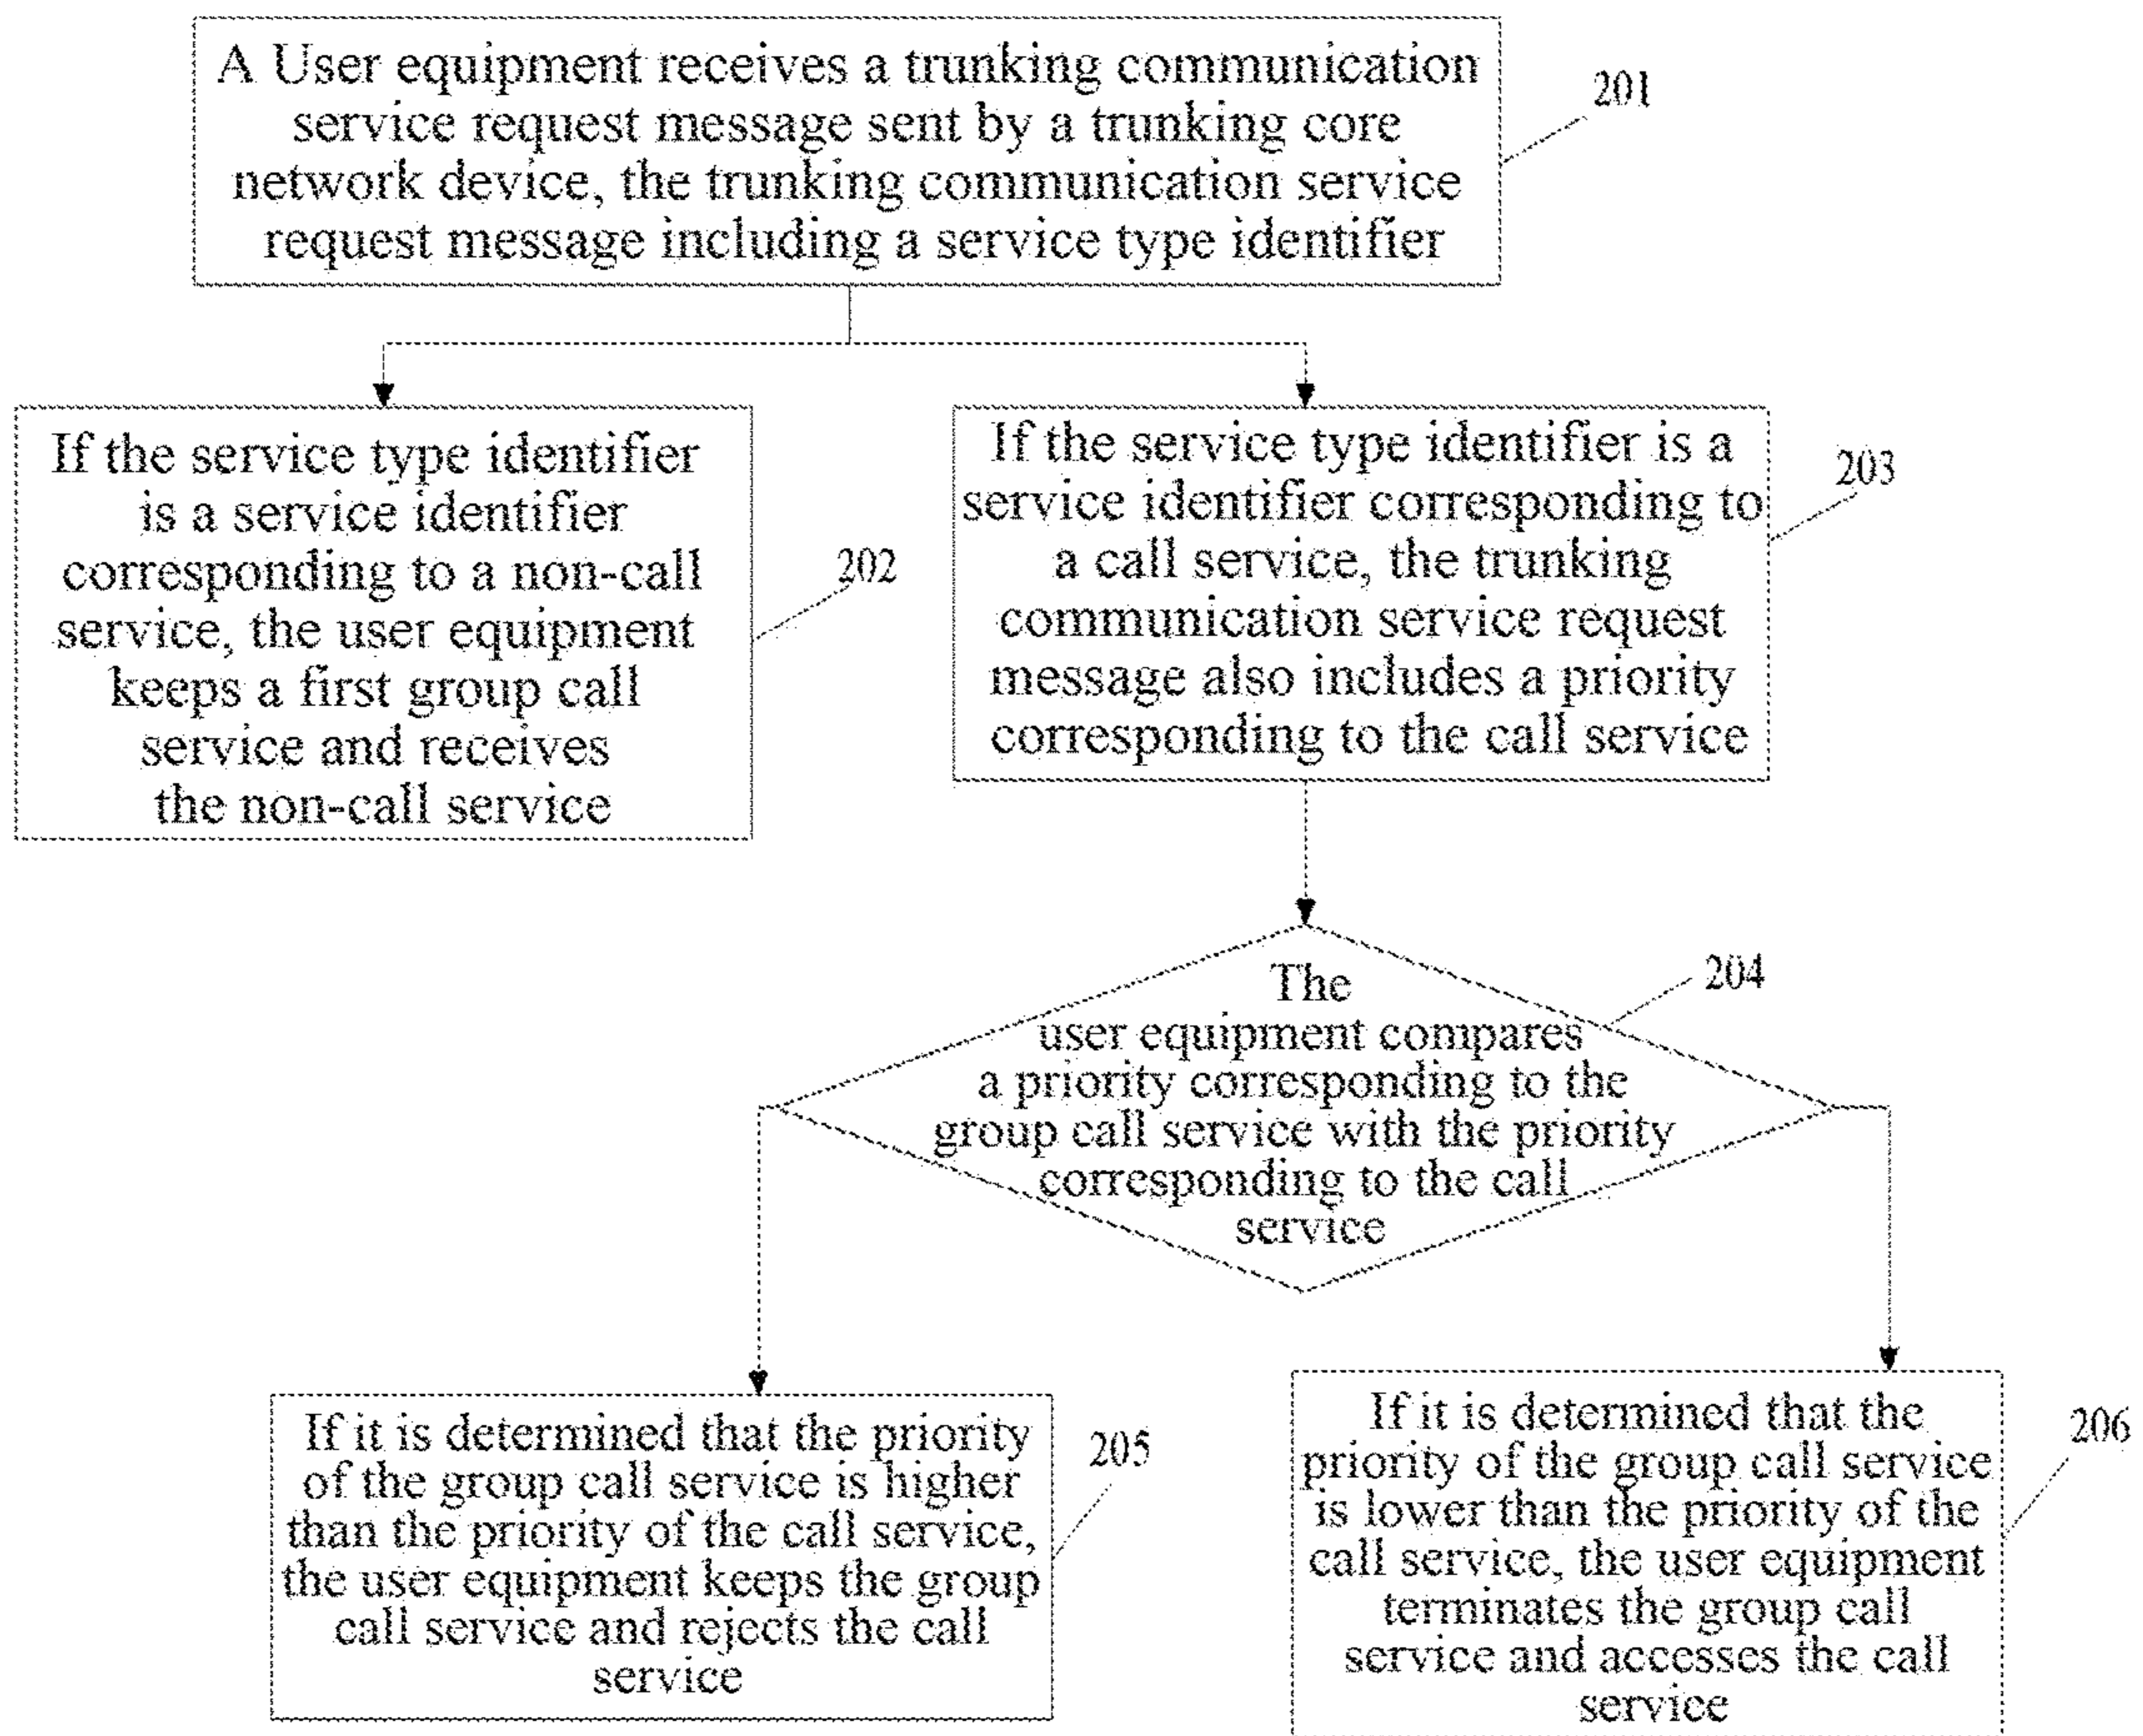 A User equipment receives a trunking communication
service request message sent by a trunking core
network device, the trunking communication service
request message including a service type identifier
201
If the service type identifier
is a service identifier
corresponding to a non-call
service, the user equipment
keeps a first group call
service and receives
the non-call service
202
If the service type identifier is a
service identifier corresponding to
a call service, the trunking
communication service request
message also includes a priority
corresponding to the call service
203
The
user equipment compares
a priority corresponding to the
group call service with the priority
corresponding to the call
service
204
If it is determined that the priority
of the group call service is higher
than the priority of the call service,
the user equipment keeps the group
call service and rejects the call
service
205
If it is determined that the
priority of the group call service
is lower than the priority of the
call service, the user equipment
terminates the group call
service and accesses the call
service
206